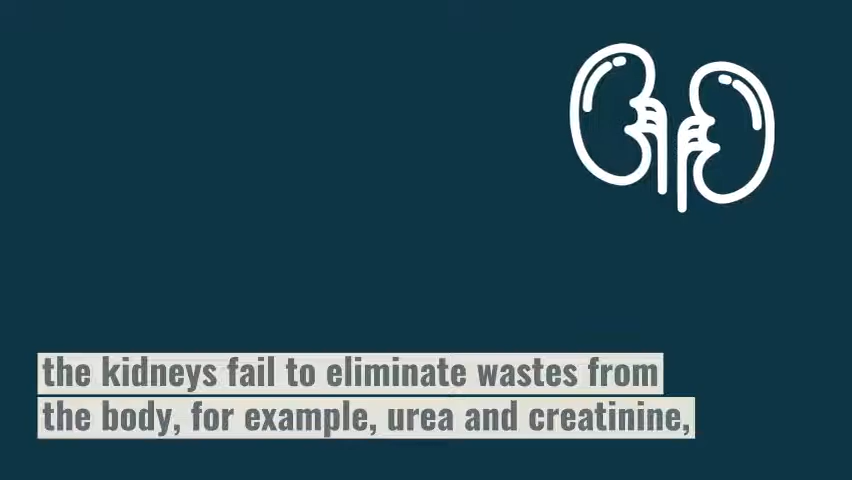 the kidneys fail to eliminate wastes from
the body, for example, urea and creatinine,